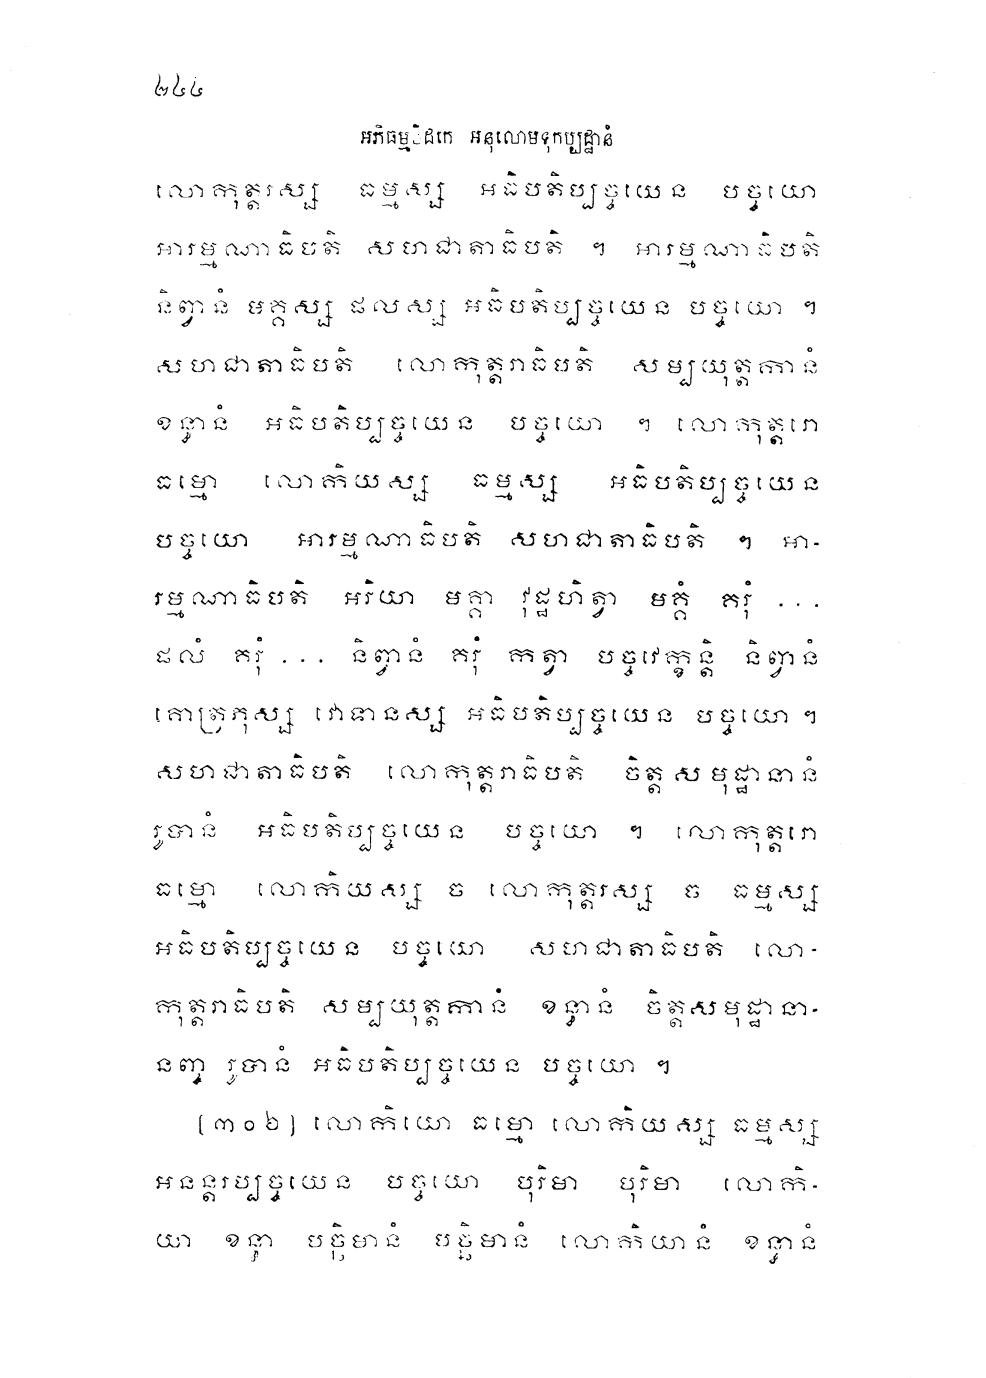 ២៤៤
អភិធម្មបិដកេ អនុលោមទុកប្បដ្ឋានំ
លោកុត្តរស្ស ធម្មស្ស អធិបតិប្បច្ចយេន បច្ចយោ
អារម្មណាធិបតិ សហជាតាធិបតិ ។ អារម្មណាធិបតិ
និព្វានំ មគ្គស្ស ផលស្ស អធិបតិប្បច្ចយេន បច្ចយោ ។
សហជាតាធិបតិ លោកុត្តរាធិបតិ សម្បយុត្តកានំ
ខន្ធានំ អធិបតិប្បច្ចយេន បច្ចយោ ។ លោកុត្តរោ
ធម្មោ លោកិយស្ស ធម្មស្ស អធិបតិប្បច្ចយេន
បច្ចយោ អារម្មណាធិបតិ សហជាតាធិបតិ ។ អា-
រម្មណាធិបតិ អរិយា មគ្គា វុដ្ឋហិត្វា មគ្គំ គរុំ ...
ផលំ គរុំ ... និព្វានំ គរុំ កត្វា បច្ចវេក្ខន្តិ និព្វានំ
គោត្រភុស្ស វោទានស្ស អធិបតិប្បច្ចយេន បច្ចយោ ។
សហជាតាធិបតិ លោកុត្តរាធិបតិ ចិត្តសមុដ្ឋានានំ
រូបានំ អធិបតិប្បច្ចយេន បច្ចយោ ។ លោកុត្តរោ
ធម្មោ លោកិយស្ស ច លោកុត្តរស្ស ច ធម្មស្ស
អធិបតិប្បច្ចយេន បច្ចយោ សហជាតាធិបតិ លោ-
កុត្តរាធិបតិ សម្បយុត្តកានំ ខន្ធានំ ចិត្តសមុដ្ឋានា-
នញ្ច រូបានំ អធិបតិប្បច្ចយេន បច្ចយោ ។
[៣០៦] លោកិយោ ធម្មោ លោកិយស្ស ធម្មស្ស
អនន្តរប្បច្ចយេន បច្ចយោ បុរិមា បុរិមា លោកិ-
យា ខន្ធា បច្ឆិមានំ បច្ឆិមានំ លោកិយានំ ខន្ធានំ